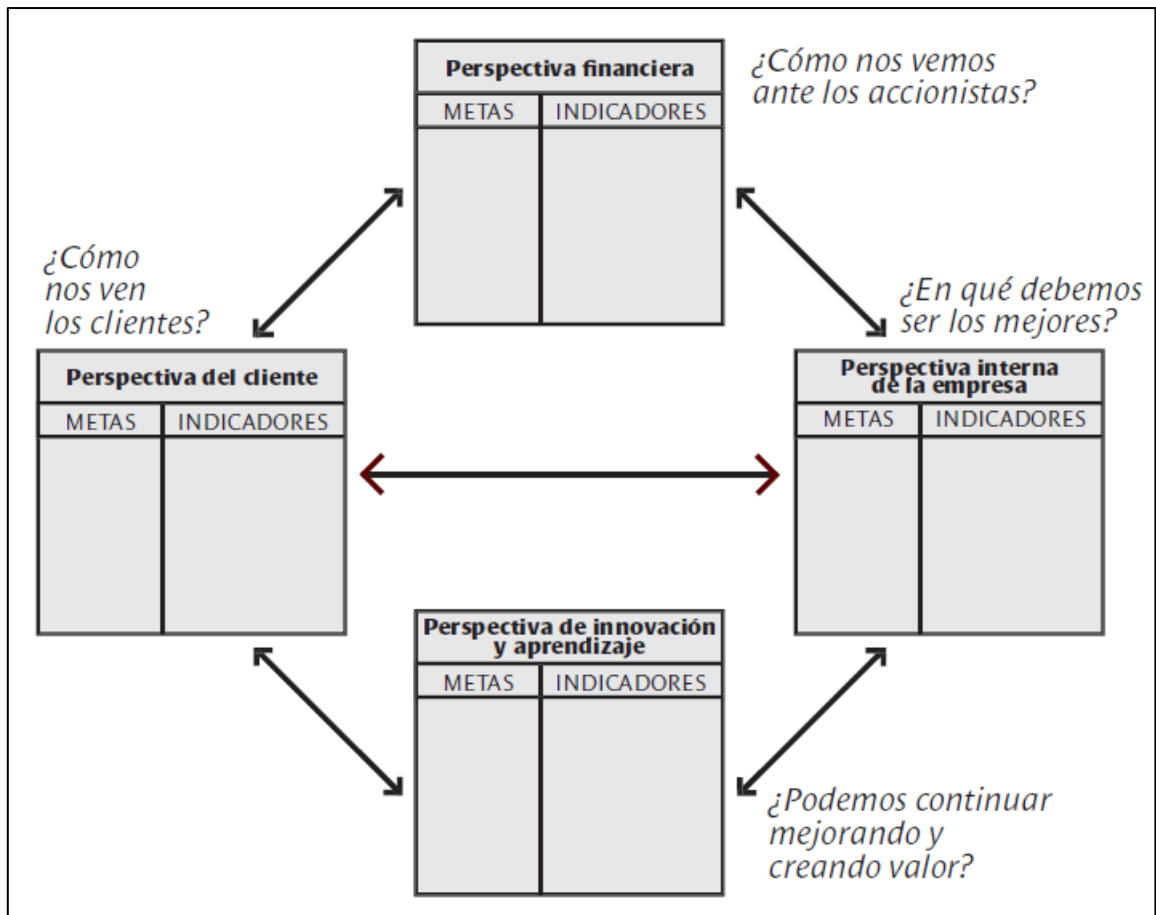 Perspectiva financiera
METAS INDICADORES
¿Cómo nos vemos
ante los accionistas?
¿Cómo
nos ven
los clientes?
Perspectiva del cliente
METAS INDICADORES
¿En qué debemos
ser los mejores?
Perspectiva interna
de la empresa
METAS INDICADORES
Perspectiva de innovación
y aprendizaje
METAS INDICADORES
¿Podemos continuar
mejorando y
creando valor?